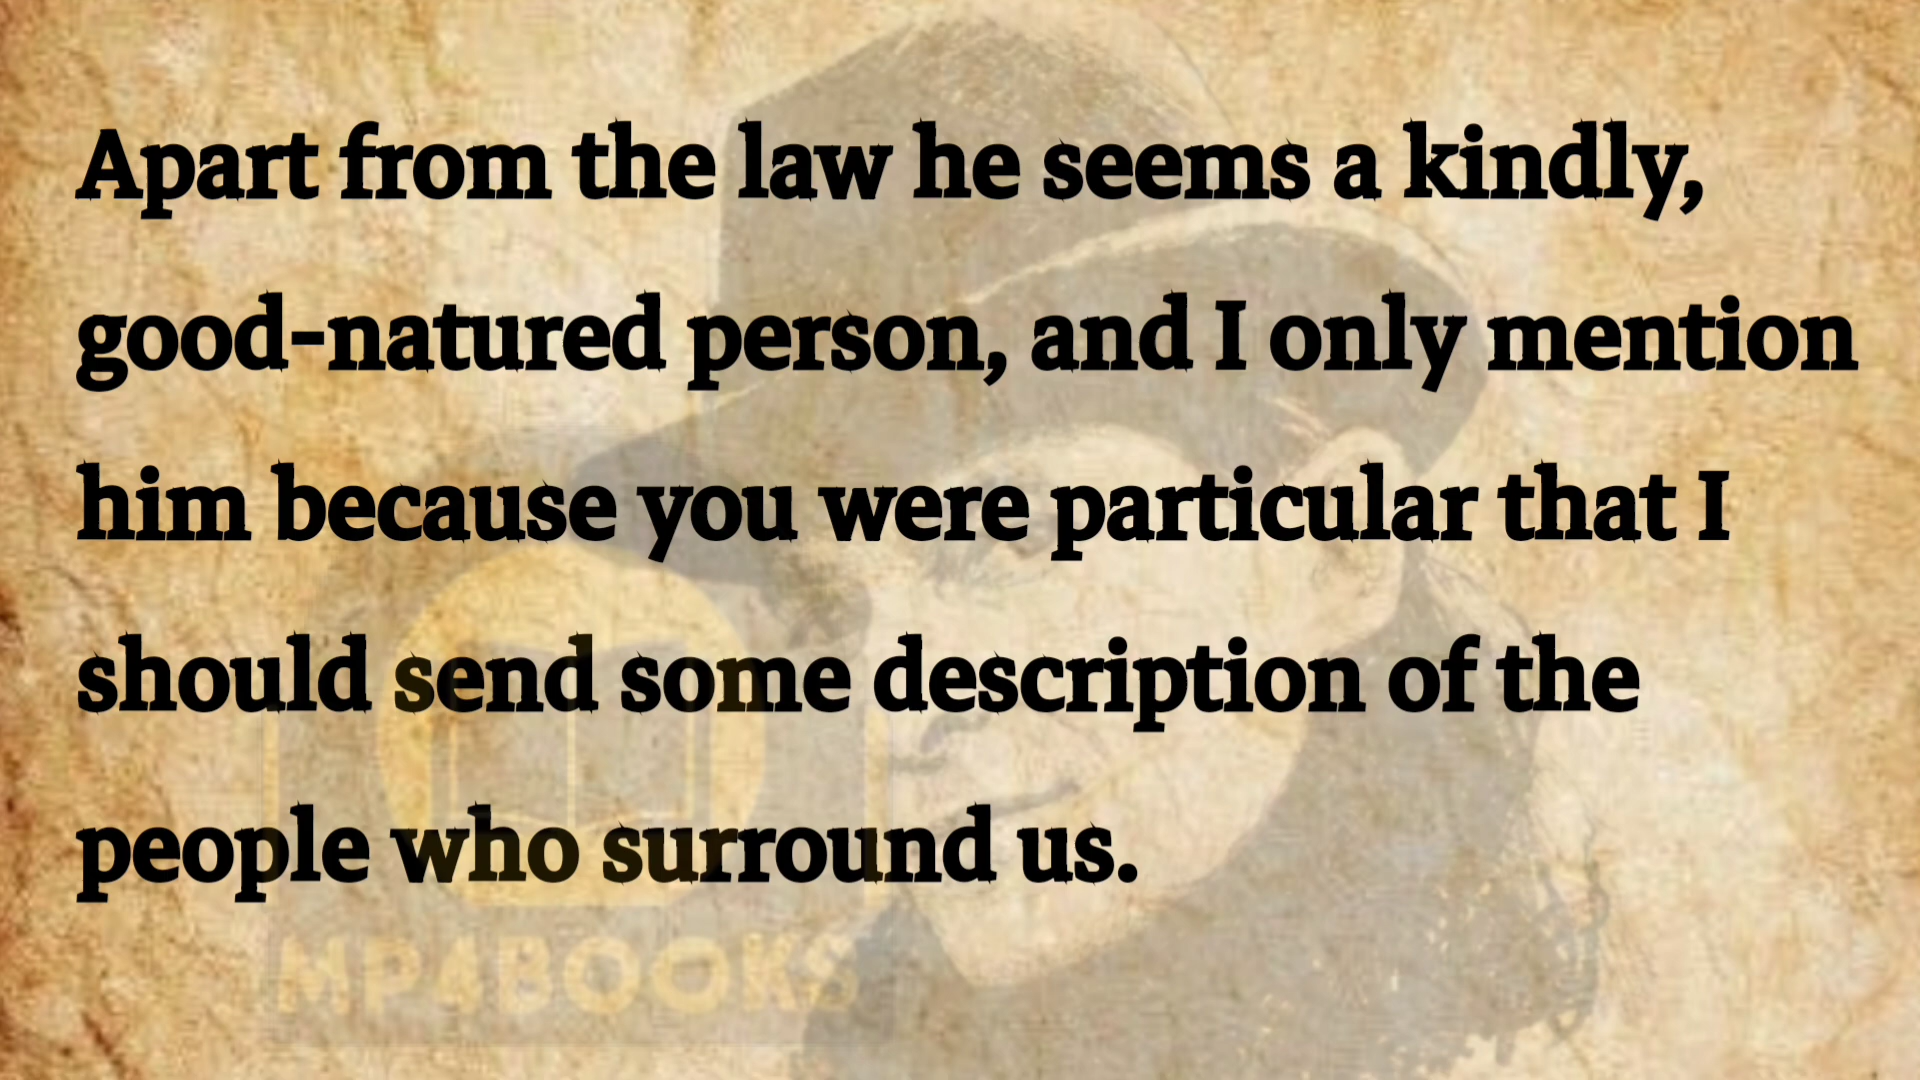 Apart from the law he seems a kindly,
good-natured person, and I only mention
him because you were particular that I
should send some description of the
people who surround us.
MP4BOOKS